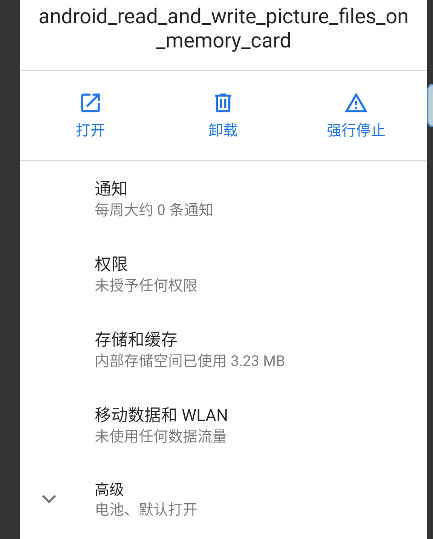 android_read_and_write_picture_files_on
_memory_card
打开
卸载
强行停止
通知
每周大约 0 条通知
权限
未授予任何权限
存储和缓存
内部存储空间已使用 3.23 MB
移动数据和 WLAN
未使用任何数据流量
高级
电池、默认打开